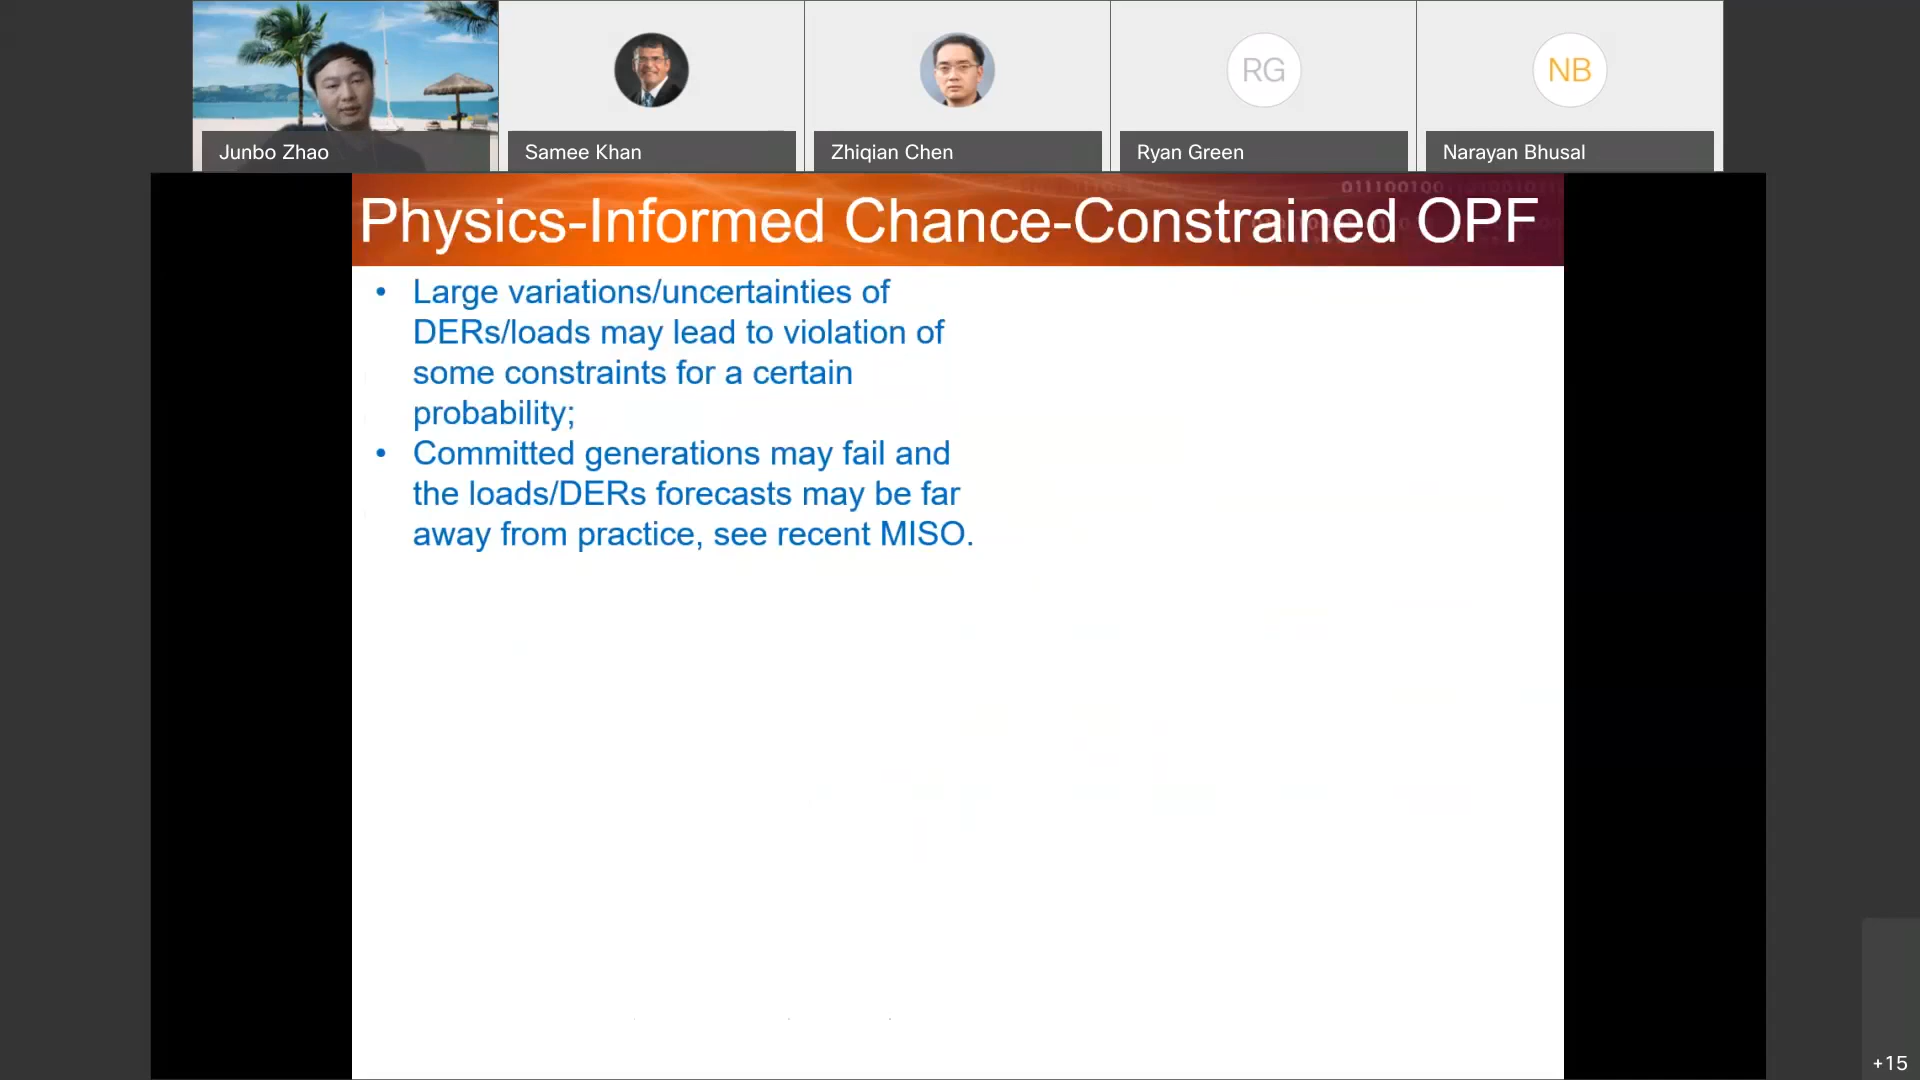 Junbo Zhao
Samee Khan
Zhiqian Chen
RG
Ryan Green
NB
Narayan Bhusal
Physics-Informed Chance-Constrained OPF
• Large variations/uncertainties of
DERs/loads may lead to violation of
some constraints for a certain
probability;
• Committed generations may fail and
the loads/DERs forecasts may be far
away from practice, see recent MISO.
+15